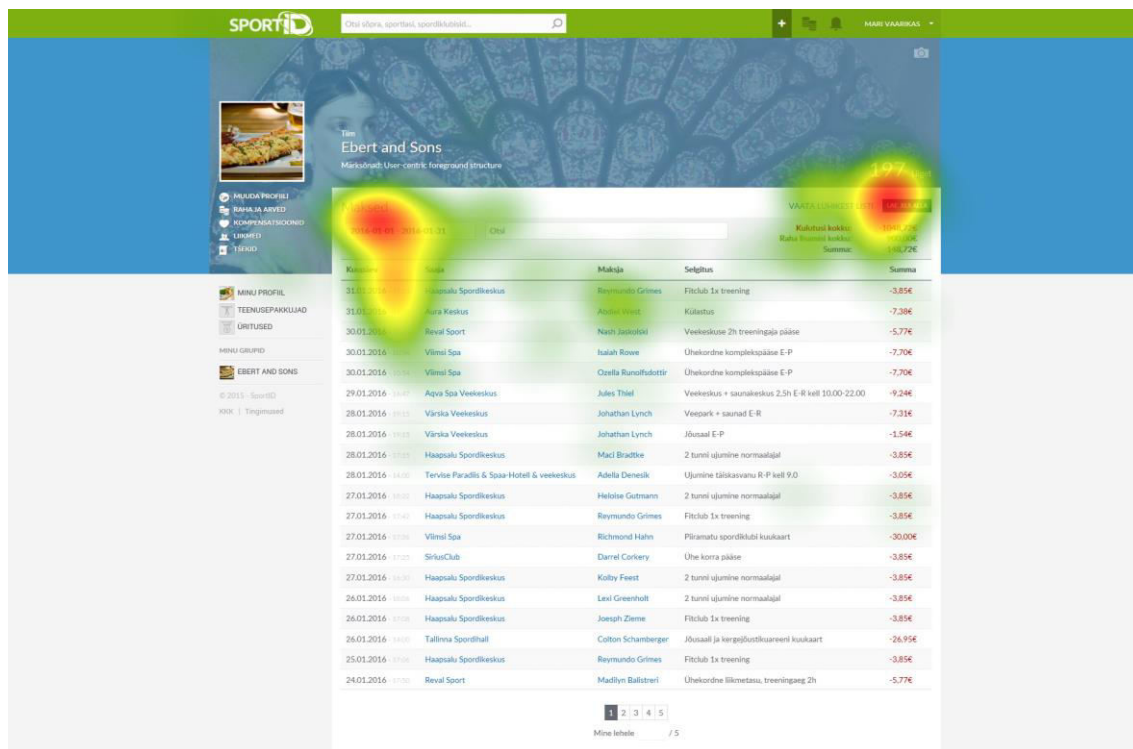 SPORTID
Otsi sõpra, sportlasi, spordiklubisid...
MARI VAARIKAS
Tiim
Ebert and Sons
Märksõnad: User-centric foreground structure
197
MUUDA PROFIILI
RAHA JA ARVED
KOMPENSATSIOONID
LIIKMED
TŠEKID
MINU PROFIIL
TEENUSEPAKKUJAD
ÜRITUSED
MINU GRUPID
EBERT AND SONS
© 2015 - SportID
KKK | Tingimused
Maksed
VAATA LÜHIKEST LISTI
2016-01-01 - 2016-01-31
Otsi
Kulutusi kokku:
Raha lisamisi kokku:
Summa: 148,72€
Kuupäev Saaja Maksja Selgitus Summa
31.01.2016 Haapsalu Spordikeskus Reymundo Grimes Fitclub 1x treening -3,85€
31.01. Aura Keskus Külastus -7,38€
30.01.2016 Reval Sport Nash Jaskolski Veekeskuse 2h treeningaja pääse -5,77€
30.01.2016 Viimsi Spa Isaiah Rowe Ühekordne komplekspääse E-P -7,70€
30.01.2016 Viimsi Spa Ozella Runolfsdottir Ühekordne komplekspääse E-P -7,70€
29.01.2016 Aqva Spa Veekeskus Jules Thiel Veekeskus + saunakeskus 2,5h E-R kell 10.00-22.00 -9,24€
28.01.2016 Värska Veekeskus Johathan Lynch Veepark + saunad E-R -7,31€
28.01.2016 Värska Veekeskus Johathan Lynch Jõusaal E-P -1,54€
28.01.2016 Haapsalu Spordikeskus Maci Bradtke 2 tunni ujumine normaalajal -3,85€
28.01.2016 Tervise Paradiis & Spaa-Hotell & veekeskus Adella Denesik Ujumine täiskasvanu R-P kell 9.0 -3,05€
27.01.2016 Haapsalu Spordikeskus Heloise Gutmann 2 tunni ujumine normaalajal -3,85€
27.01.2016 Haapsalu Spordikeskus Reymundo Grimes Fitclub 1x treening -3,85€
27.01.2016 Viimsi Spa Richmond Hahn Piiramatu spordiklubi kuukaart -30.00€
27.01.2016 SiriusClub Darrel Corkery Ühe korra pääse -3,85€
27.01.2016 Haapsalu Spordikeskus Kolby Feest 2 tunni ujumine normaalajal -3,85€
26.01.2016 Haapsalu Spordikeskus Lexi Greenholt 2 tunni ujumine normaalajal -3,85€
26.01.2016 Haapsalu Spordikeskus Joesph Zieme Fitclub 1x treening -3,85€
26.01.2016 Tallinna Spordihall Colton Schamberger Jõusaali ja kergejõustikuareeni kuukaart -26,95€
25.01.2016 Haapsalu Spordikeskus Reymundo Grimes Fitclub 1x treening -3,85€
24.01.2016 Reval Sport Madilyn Balistreri Ühekordne liikmetasu, treeningaeg 2h -5,77€
1 2 3 4 5
Mine lehele / 5